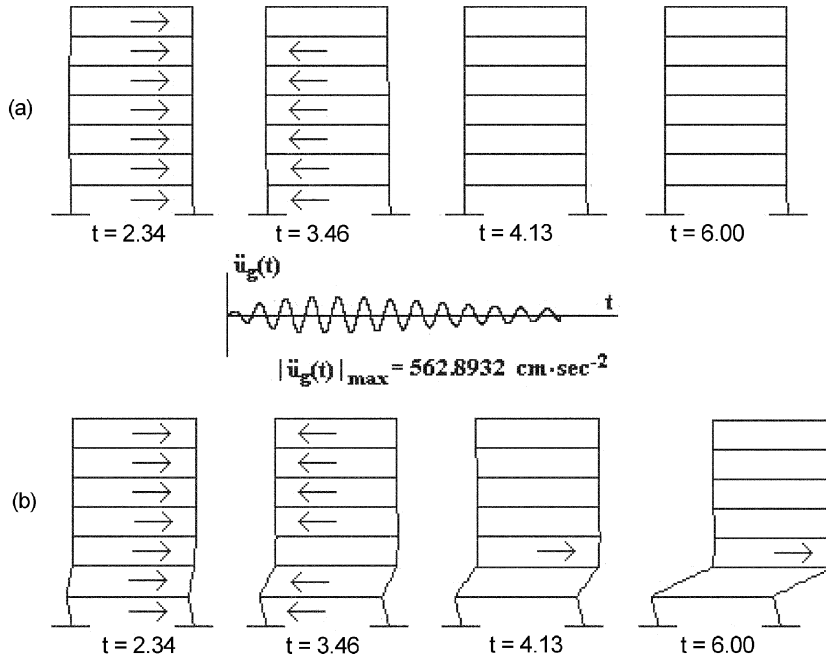 (a)
t = 2.34 t = 3.46 t = 4.13 t = 6.00
üg(t)
t
|üg(t)|max = 562.8932 cm·sec-2
(b)
t = 2.34 t = 3.46 t = 4.13 t = 6.00